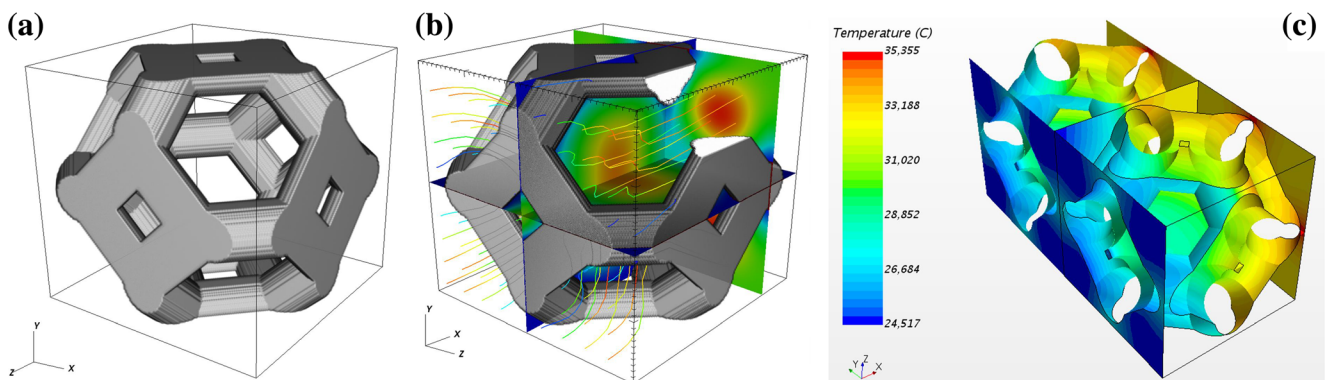 (a)
Y
Z
X
(b)
Y
X
Z
(c)
Temperature (C)
35,355
33,188
31,020
28,852
26,684
24,517
Y Z X